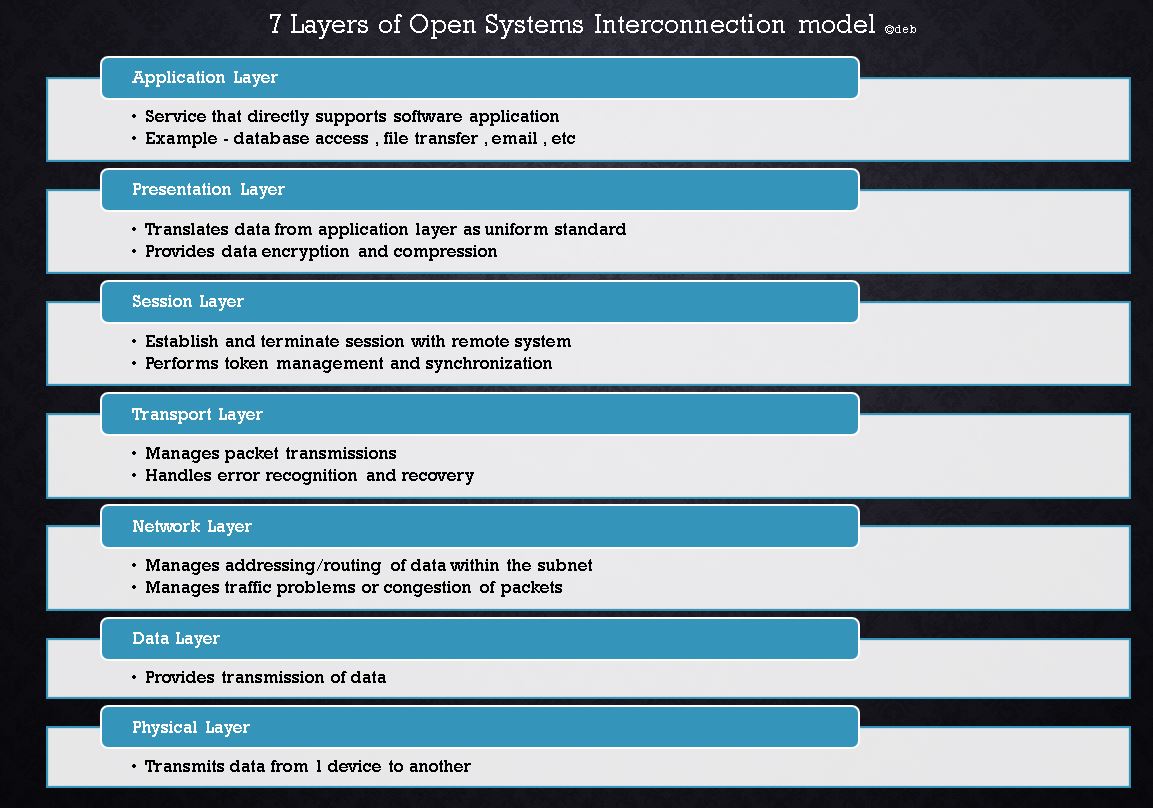 7 Layers of Open Systems Interconnection model ©deb
Application Layer
• Service that directly supports software application
• Example - database access , file transfer , email , etc
Presentation Layer
• Translates data from application layer as uniform standard
• Provides data encryption and compression
Session Layer
• Establish and terminate session with remote system
• Performs token management and synchronization
Transport Layer
• Manages packet transmissions
• Handles error recognition and recovery
Network Layer
• Manages addressing/routing of data within the subnet
• Manages traffic problems or congestion of packets
Data Layer
• Provides transmission of data
Physical Layer
• Transmits data from 1 device to another